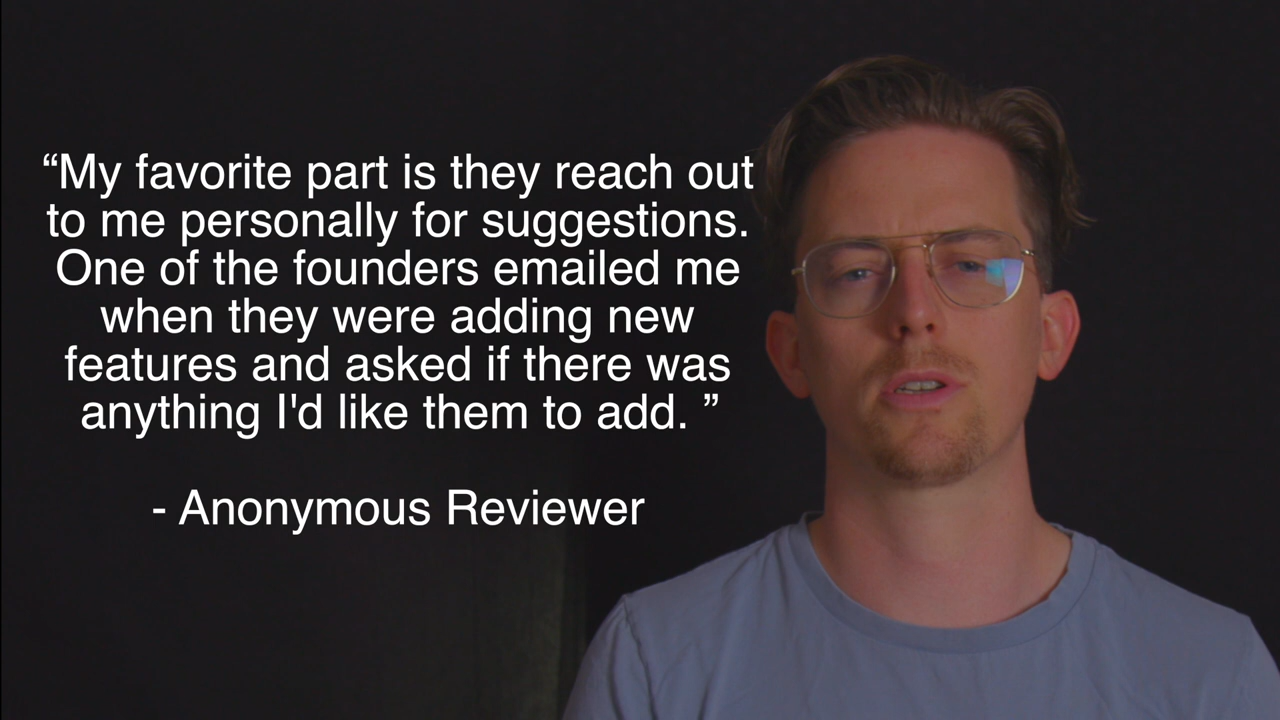 “My favorite part is they reach out
to me personally for suggestions.
One of the founders emailed me
when they were adding new
features and asked if there was
anything I'd like them to add. ”
- Anonymous Reviewer